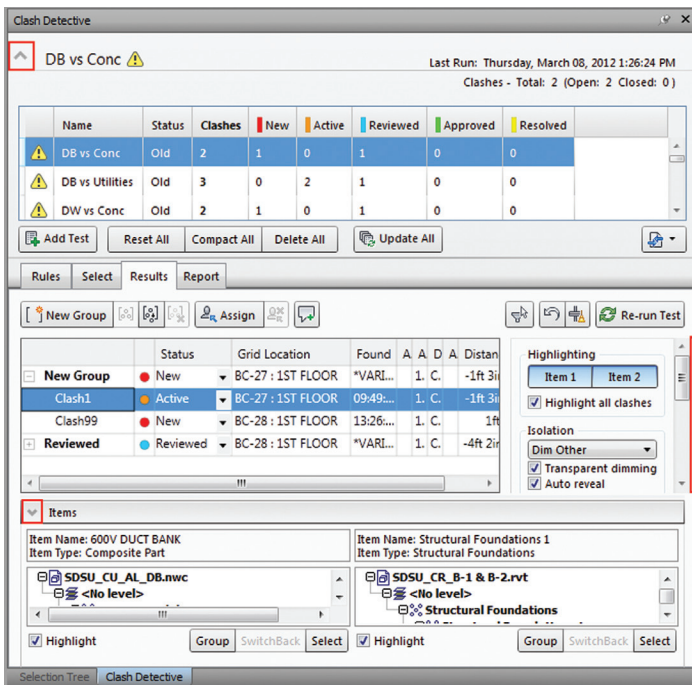 Clash Detective
DB vs Conc
Last Run: Thursday, March 08, 2012 1:26:24 PM
Clashes - Total: 2 (Open: 2 Closed: 0)
Name Status Clashes New Active Reviewed Approved Resolved
DB vs Conc Old 2 1 0 1 0 0
DB vs Utilities Old 3 0 2 1 0 0
DW vs Conc Old 2 1 0 1 0 0
Add Test Reset All Compact All Delete All Update All
Rules Select Results Report
New Group Assign Re-run Test
Status Grid Location Found A A D A Distan
New Group New BC-27 : 1ST FLOOR *VARI... 1. C. -1ft 3in
Clash1 Active BC-27 : 1ST FLOOR 09:49:... 1. C. -1ft 3in
Clash99 New BC-28 : 1ST FLOOR 13:26:... 1. C. 1ft
Reviewed Reviewed BC-28 : 1ST FLOOR *VARI... 1. C. -4ft 2in
Highlighting
Item 1 Item 2
Highlight all clashes
Isolation
Dim Other
Transparent dimming
Auto reveal
Items
Item Name: 600V DUCT BANK
Item Type: Composite Part
SDSU_CU_AL_DB.nwc
<No level>
Highlight Group SwitchBack Select
Item Name: Structural Foundations 1
Item Type: Structural Foundations
SDSU_CR_B-1 & B-2.rvt
<No level>
Structural Foundations
Highlight Group SwitchBack Select
Selection Tree Clash Detective